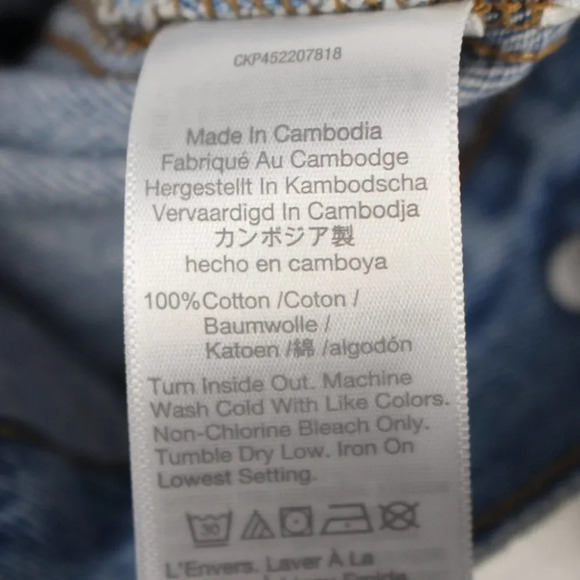 CKP452207818
Made In Cambodia
Fabriqué Au Cambodge
Hergestellt In Kambodscha
Vervaardigd In Cambodja
カンボジア製
hecho en camboya
100% Cotton /Coton /
Baumwolle /
Katoen /綿 /algodón
Turn Inside Out. Machine
Wash Cold With Like Colors.
Non-Chlorine Bleach Only.
Tumble Dry Low. Iron On
Lowest Setting.
30
L'Envers. Laver À La